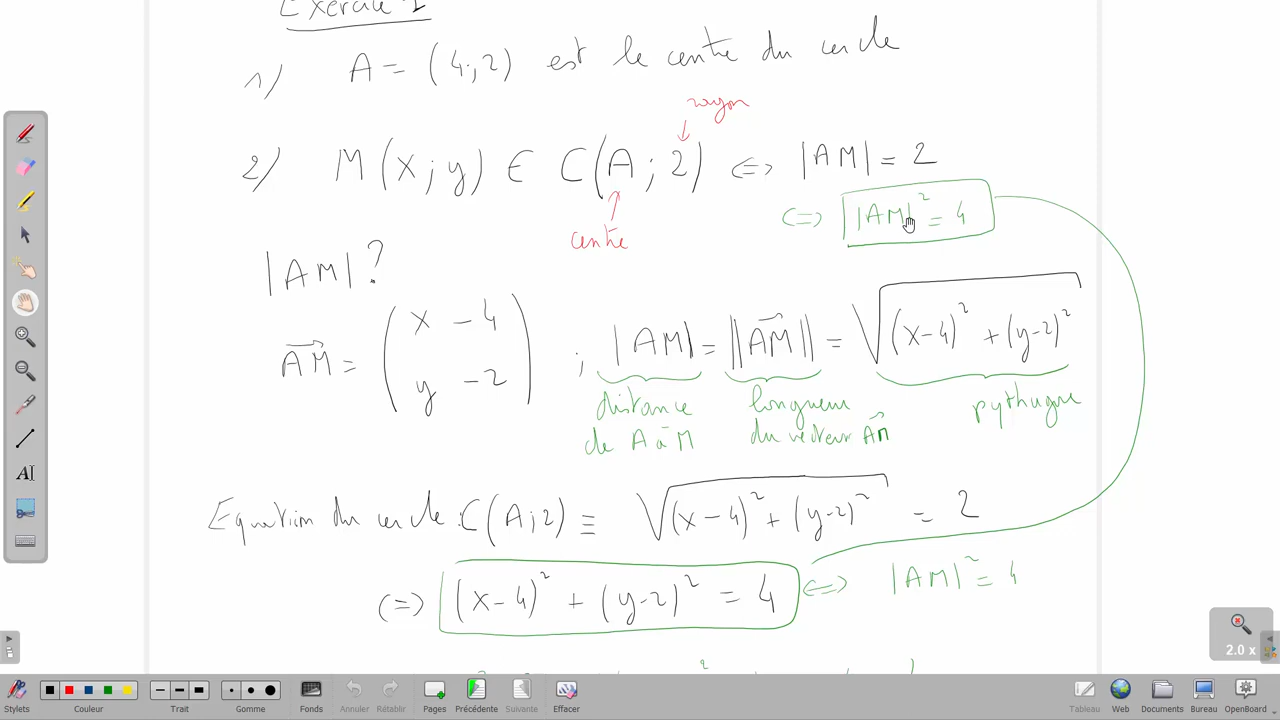 Exercice 1
1) A = (4;2) est le centre du cercle
rayon
2) M(x;y) ∈ C(A;2) <=> |AM| = 2
<=> |AM|² = 4
centre
|AM| ?
AM = ( x - 4
y - 2 ) ; |AM| = ||AM|| = √(x-4)² + (y-2)²
distance longueur pythagore
de A à M du vecteur AM
Equation du cercle : C(A;2) ≡ √(x-4)² + (y-2)² = 2
(=) (x-4)² + (y-2)² = 4 <=> |AM|² = 4
2.0 x
Stylets Couleur Trait Gomme Fonds Annuler Rétablir Pages Précédente Suivante Effacer Tableau Web Documents Bureau OpenBoard